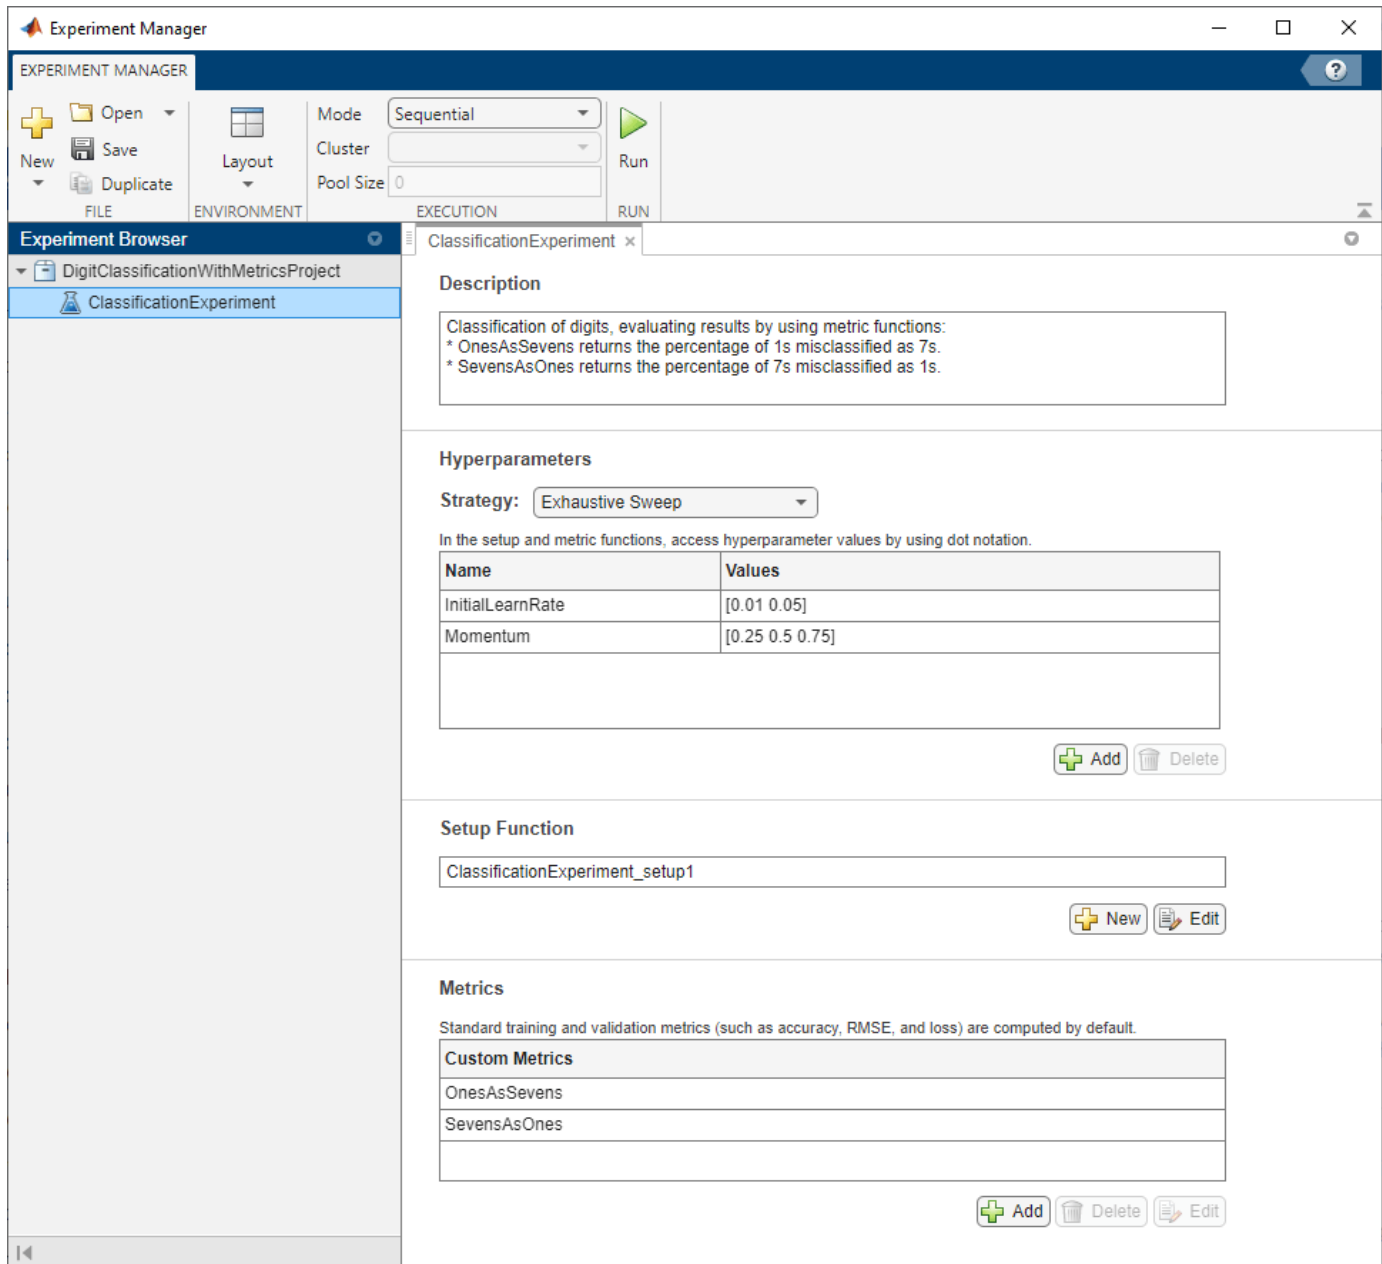 Experiment Manager
EXPERIMENT MANAGER
?
New
Open
Save
Duplicate
FILE
Layout
ENVIRONMENT
Mode Sequential
Cluster
Pool Size 0
EXECUTION
Run
RUN
Experiment Browser
DigitClassificationWithMetricsProject
ClassificationExperiment
ClassificationExperiment ×
Description
Classification of digits, evaluating results by using metric functions:
* OnesAsSevens returns the percentage of 1s misclassified as 7s.
* SevensAsOnes returns the percentage of 7s misclassified as 1s.
Hyperparameters
Strategy: Exhaustive Sweep
In the setup and metric functions, access hyperparameter values by using dot notation.
Name Values
InitialLearnRate [0.01 0.05]
Momentum [0.25 0.5 0.75]
Add Delete
Setup Function
ClassificationExperiment_setup1
New Edit
Metrics
Standard training and validation metrics (such as accuracy, RMSE, and loss) are computed by default.
Custom Metrics
OnesAsSevens
SevensAsOnes
Add Delete Edit